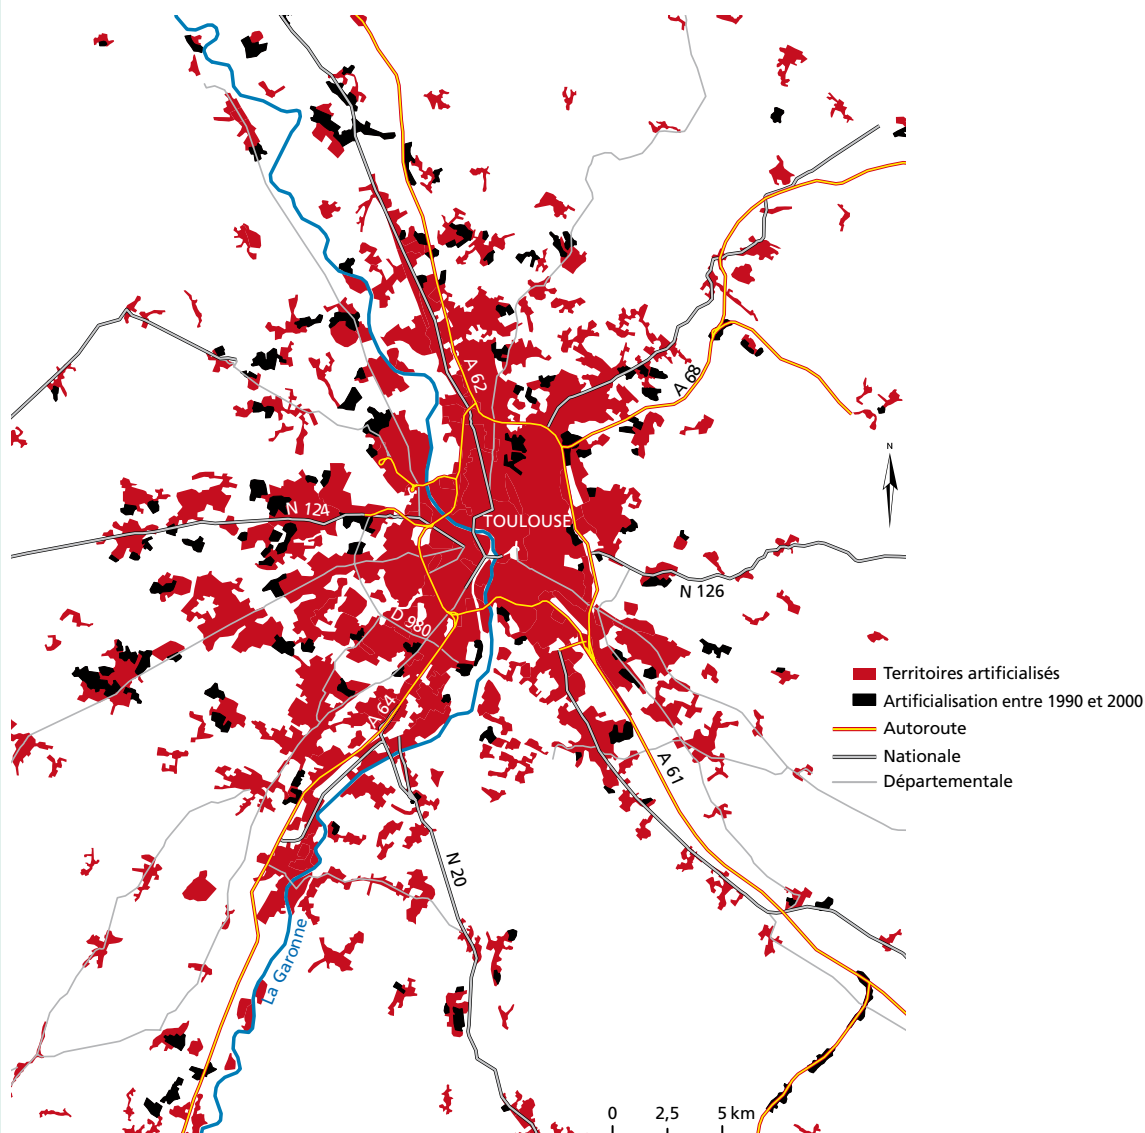 A 62
A 68
N
N 124
TOULOUSE
N 126
D 980
Territoires artificialisés
Artificialisation entre 1990 et 2000
A 64
Autoroute
A 61
Nationale
Départementale
N 20
La Garonne
0 2,5 5 km